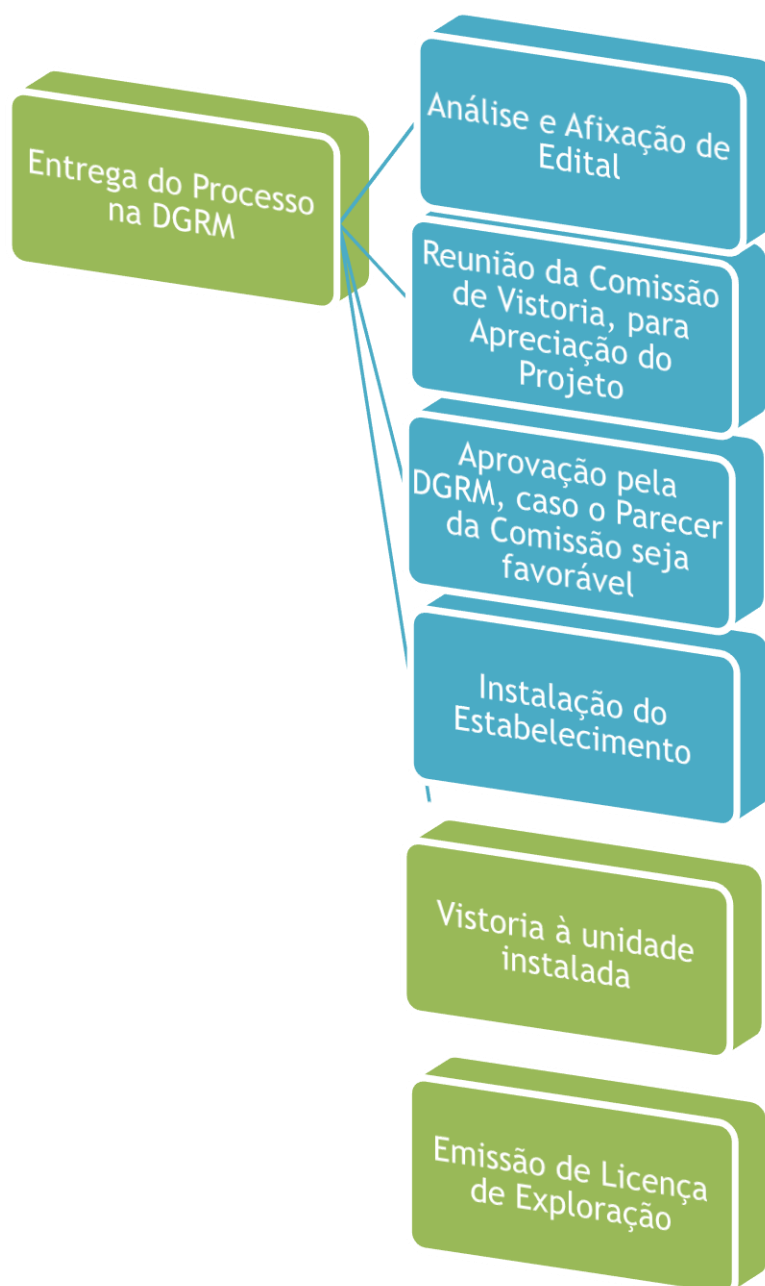 Entrega do Processo
na DGRM
Análise e Afixação de
Edital
Reunião da Comissão
de Vistoria, para
Apreciação do
Projeto
Aprovação pela
DGRM, caso o Parecer
da Comissão seja
favorável
Instalação do
Estabelecimento
Vistoria à unidade
instalada
Emissão de Licença
de Exploração